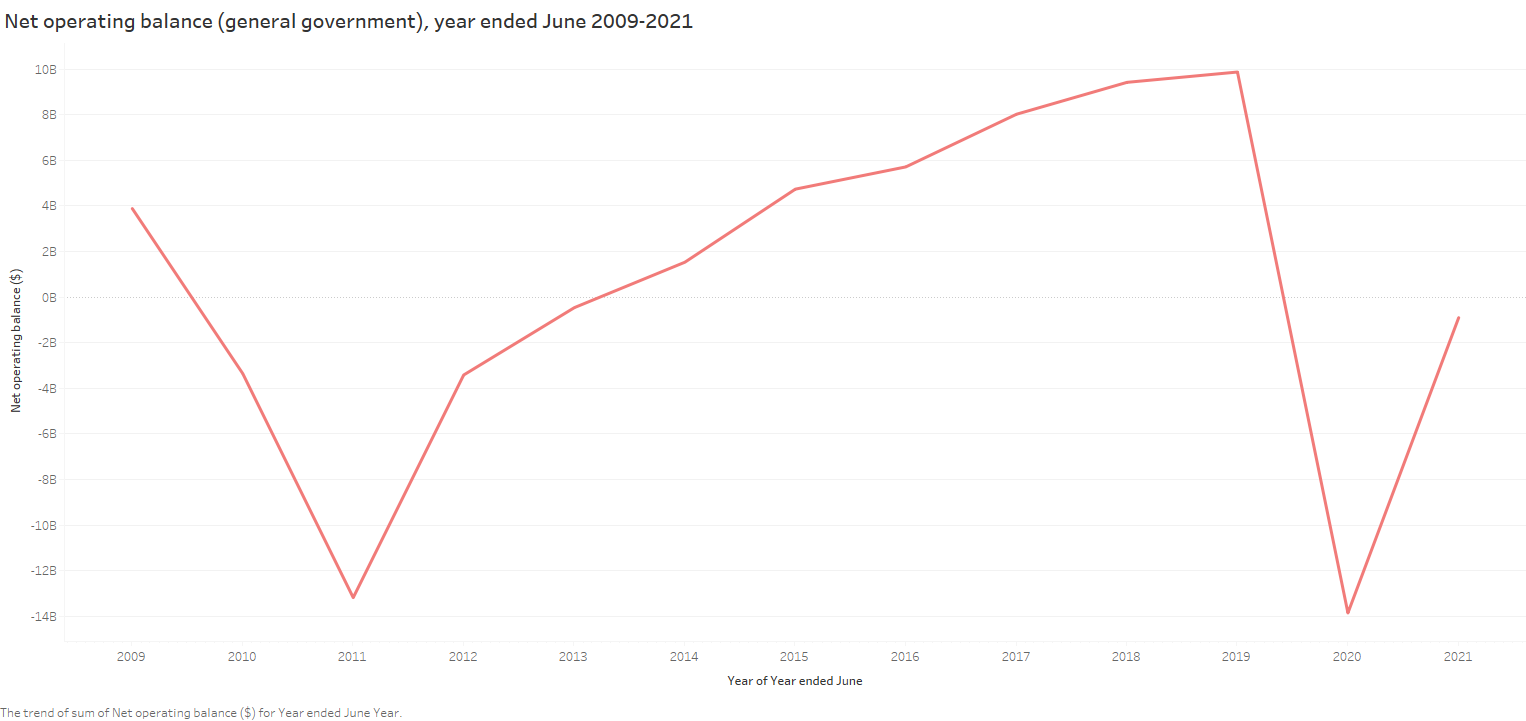 Net operating balance (general government), year ended June 2009-2021
10B
8B
6B
4B
2B
0B
-2B
-4B
-6B
-8B
-10B
-12B
-14B
Net operating balance ($)
2009 2010 2011 2012 2013 2014 2015 2016 2017 2018 2019 2020 2021
Year of Year ended June
The trend of sum of Net operating balance ($) for Year ended June Year.